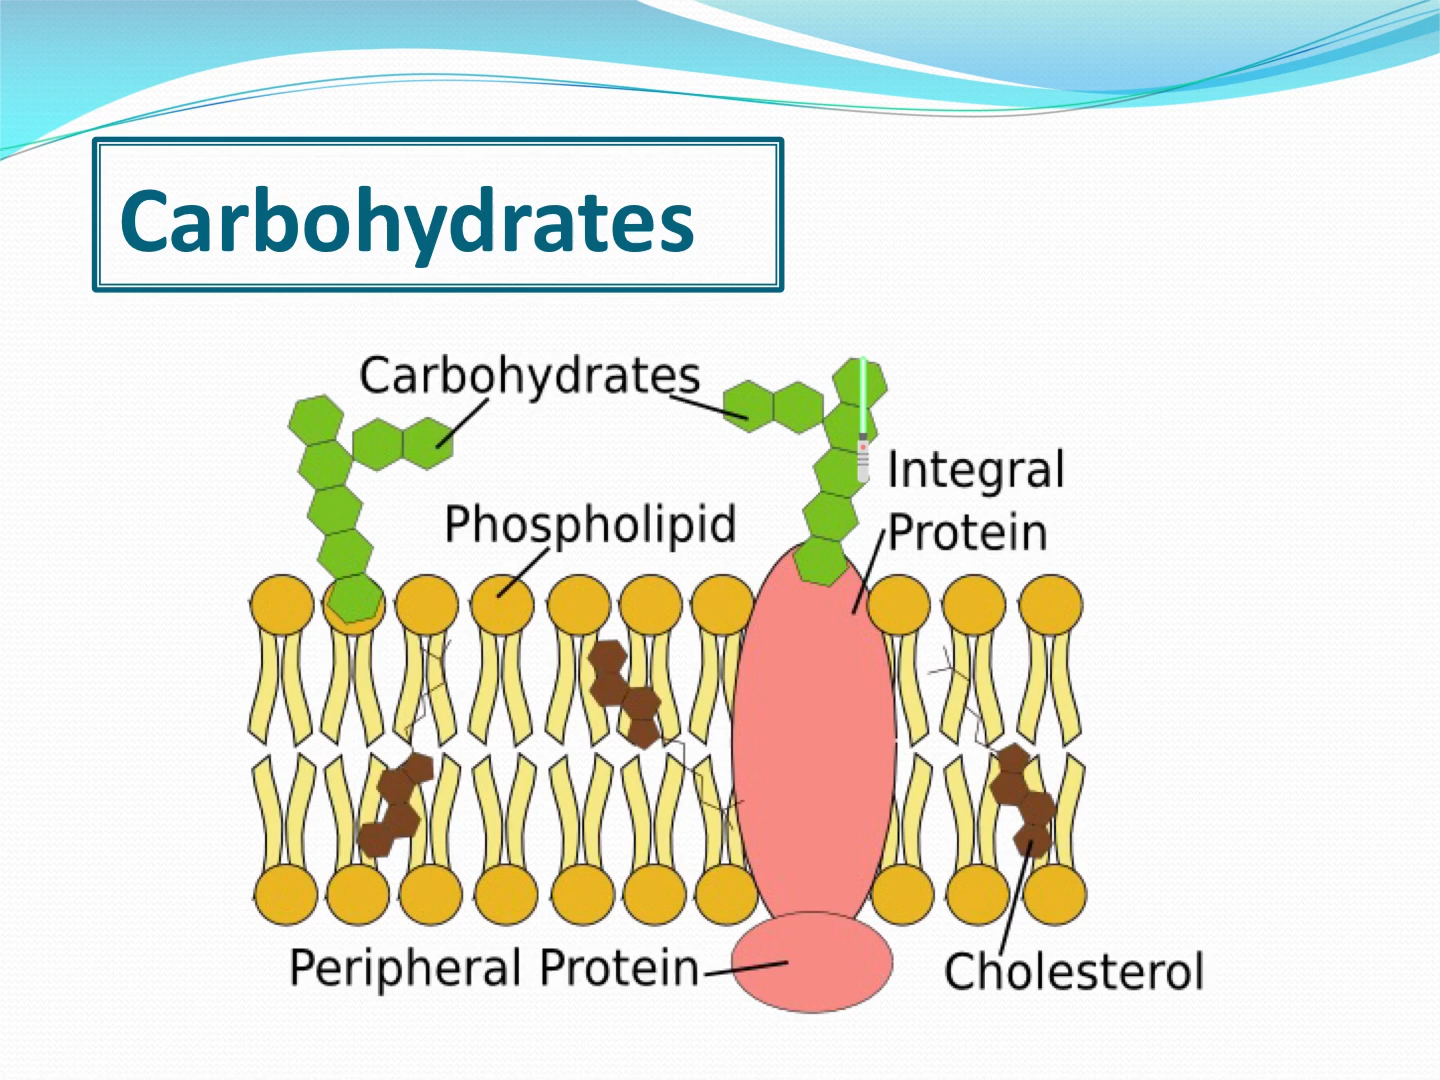 Carbohydrates
Carbohydrates
Integral
Protein
Phospholipid
Peripheral Protein
Cholesterol